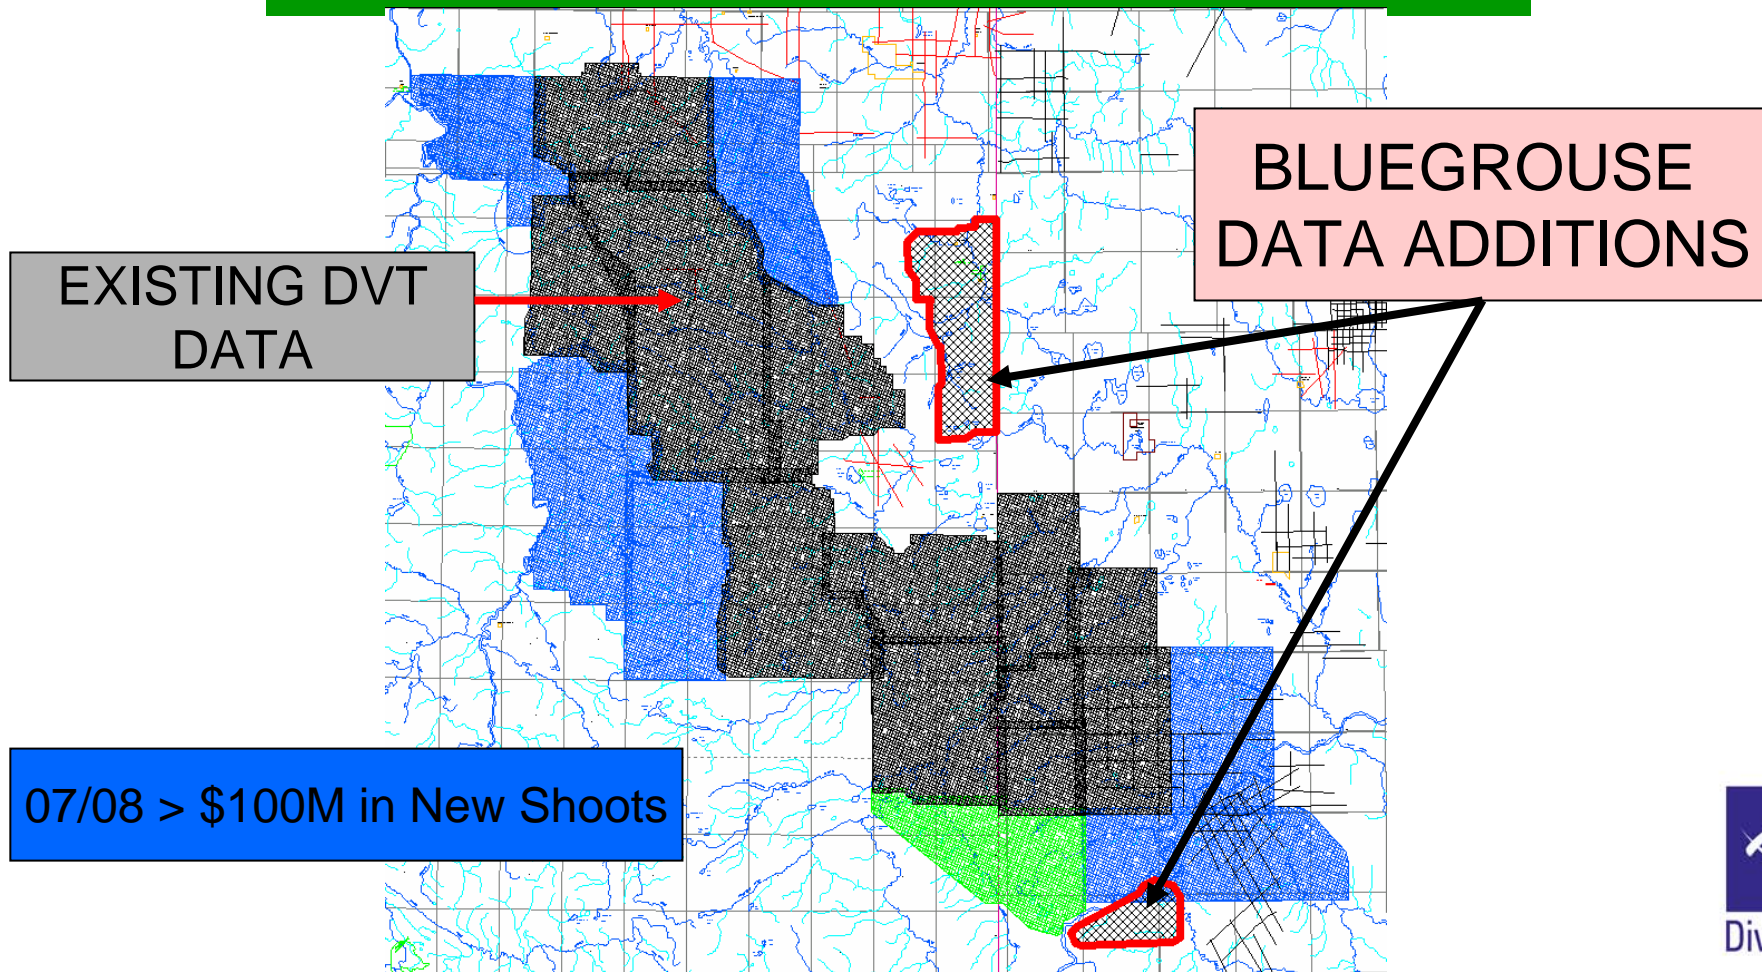 BLUEGROUSE
DATA ADDITIONS
EXISTING DVT
DATA
07/08 > $100M in New Shoots